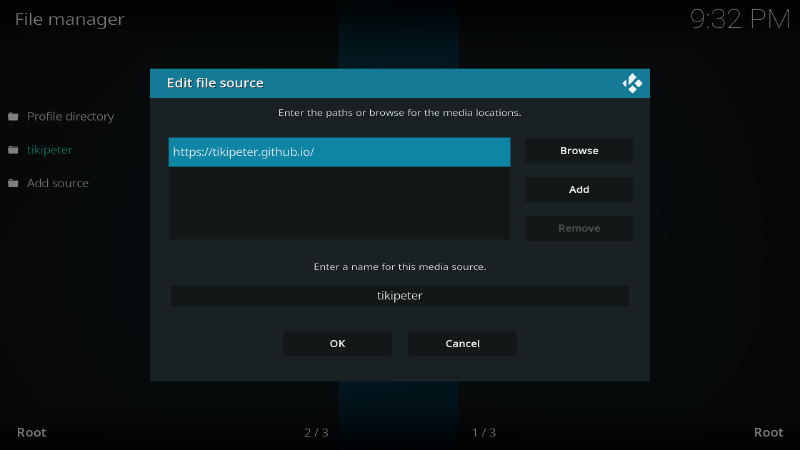 File manager
9:32 PM
Edit file source
Enter the paths or browse for the media locations.
Profile directory
tikipeter
Add source
https://tikipeter.github.io/
Browse
Add
Remove
Enter a name for this media source.
tikipeter
OK
Cancel
Root
2 / 3
1 / 3
Root